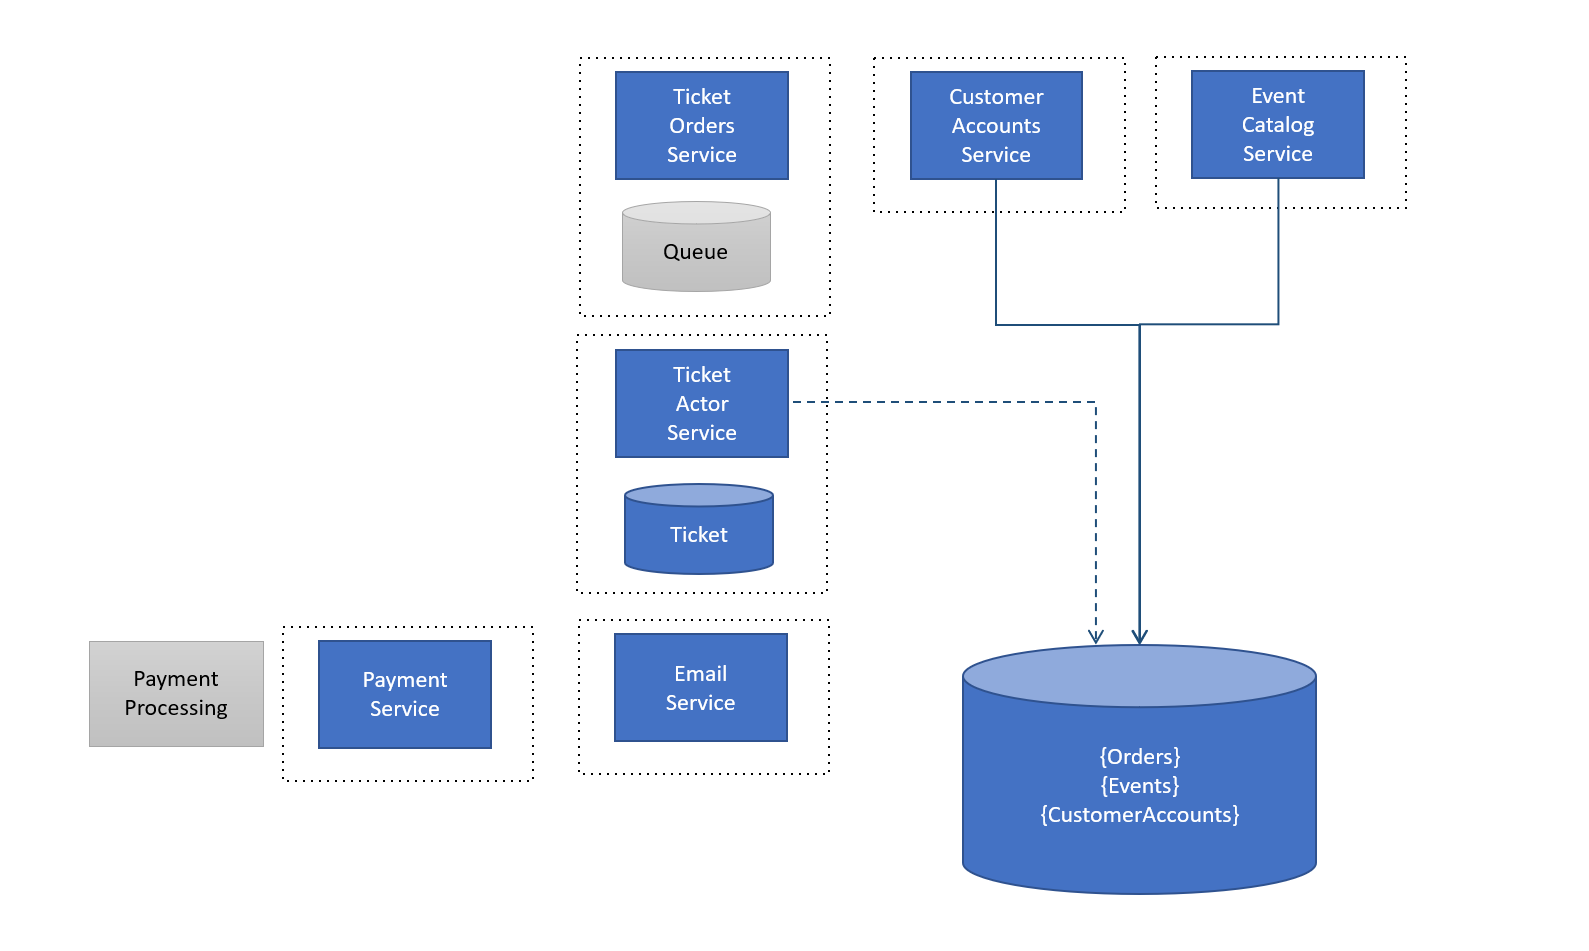 Ticket
Orders
Service
Customer
Accounts
Service
Event
Catalog
Service
Queue
Ticket
Actor
Service
Ticket
Payment
Processing
Payment
Service
Email
Service
{Orders}
{Events}
{CustomerAccounts}